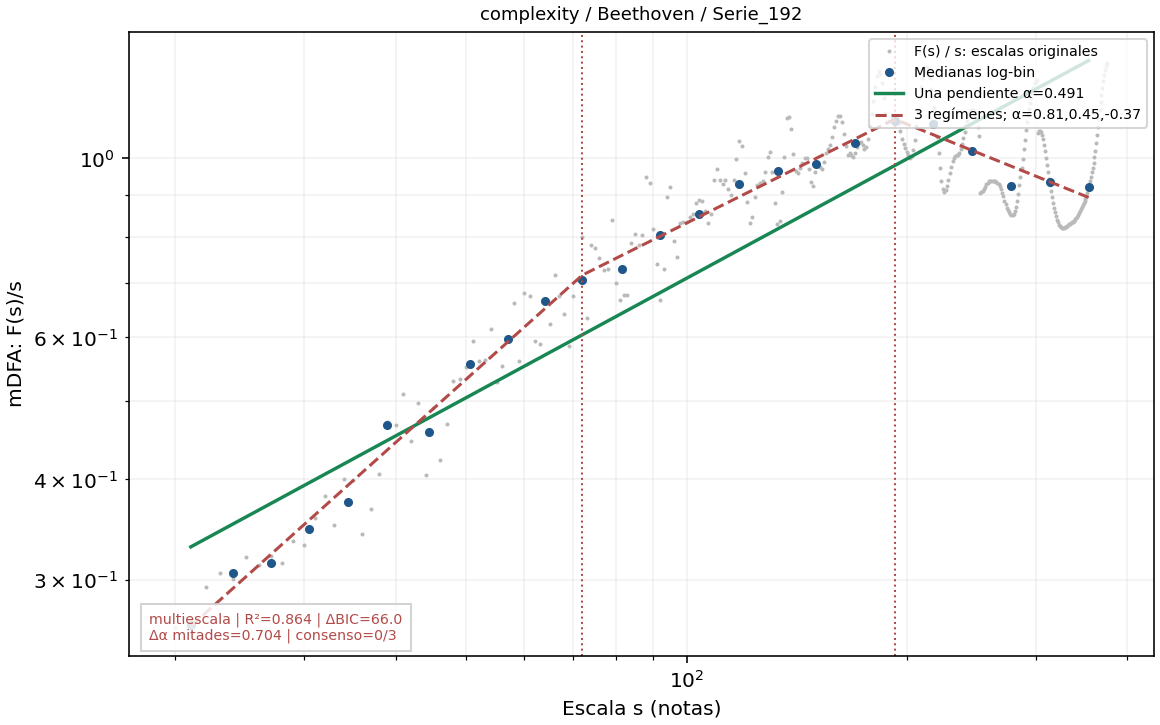 complexity / Beethoven / Serie_192
F(s) / s: escalas originales
Medianas log-bin
Una pendiente α=0.491
3 regímenes; α=0.81,0.45,-0.37
mDFA: F(s)/s
10⁰
6 × 10⁻¹
4 × 10⁻¹
3 × 10⁻¹
multiescala | R²=0.864 | ΔBIC=66.0
Δα mitades=0.704 | consenso=0/3
10²
Escala s (notas)